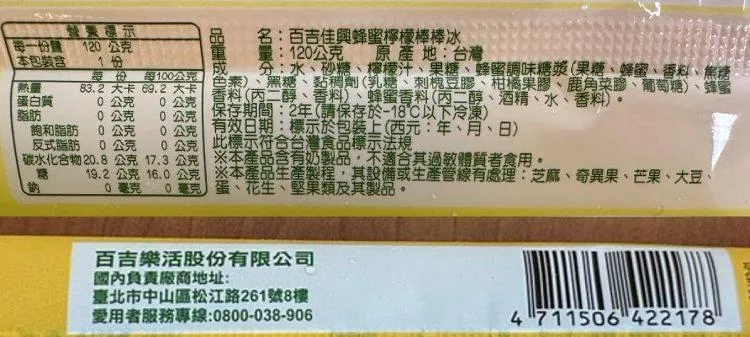 營養標示
每一份量 120 公克
本包裝含 1 份
每 份 每100公克
熱量 83.2 大卡 69.2 大卡
蛋白質 0 公克 0 公克
脂肪 0 公克 0 公克
飽和脂肪 0 公克 0 公克
反式脂肪 0 公克 0 公克
碳水化合物 20.8 公克 17.3 公克
糖 19.2 公克 16.0 公克
鈉 0 毫克 0 毫克
品 名：百吉佳興蜂蜜檸檬棒棒冰
重 量：120公克 原產地：台灣
成 分：水、砂糖、檸檬汁、果糖、蜂蜜調味糖漿(果糖、蜂蜜、香料、焦糖
色素)、黑糖、黏稠劑(乳糖、刺槐豆膠、柑橘果膠、鹿角菜膠、葡萄糖)、蜂蜜
香料(丙二醇、香料)、蜂蜜香料(丙二醇、酒精、水、香料)。
保存期間：2年(請保存於-18℃以下冷凍)
有效日期：標示於包裝上(西元：年、月、日)
此標示符合台灣食品標示法規
※本產品含有奶製品，不適合其過敏體質者食用。
※本產品生產製程，其設備或生產管線有處理：芝麻、奇異果、芒果、大豆、
蛋、花生、堅果類及其製品。
百吉樂活股份有限公司
國內負責廠商地址:
臺北市中山區松江路261號8樓
愛用者服務專線:0800-038-906
4 711506 422178